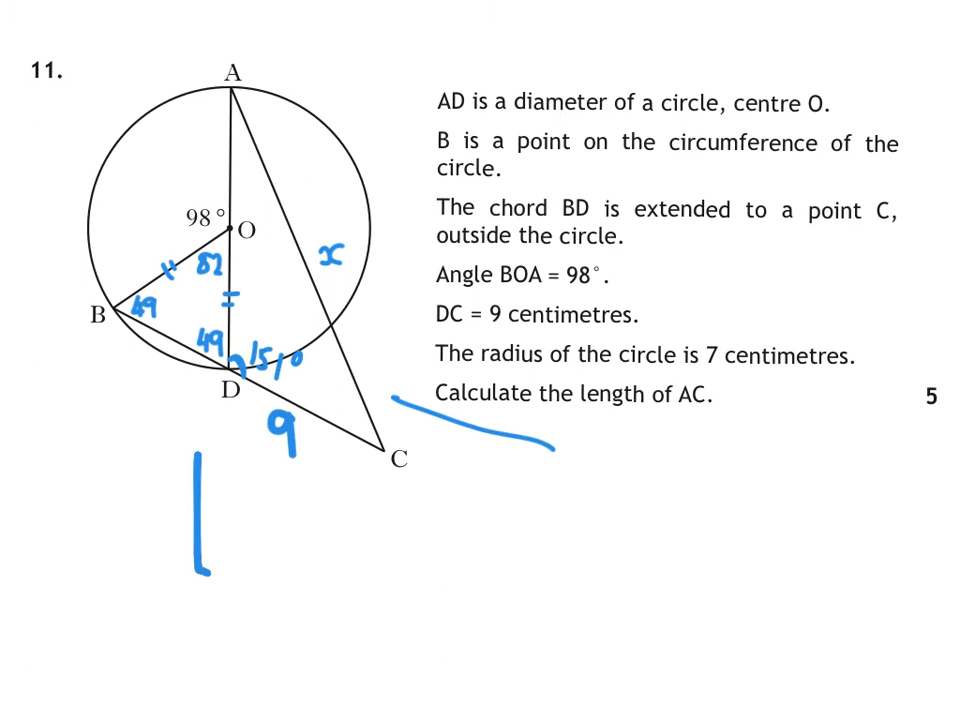 11.
A
AD is a diameter of a circle, centre O.
B is a point on the circumference of the
circle.
The chord BD is extended to a point C,
outside the circle.
98° O
x
82
Angle BOA = 98°.
B 49
DC = 9 centimetres.
49 151°
The radius of the circle is 7 centimetres.
D
Calculate the length of AC. 5
9
C